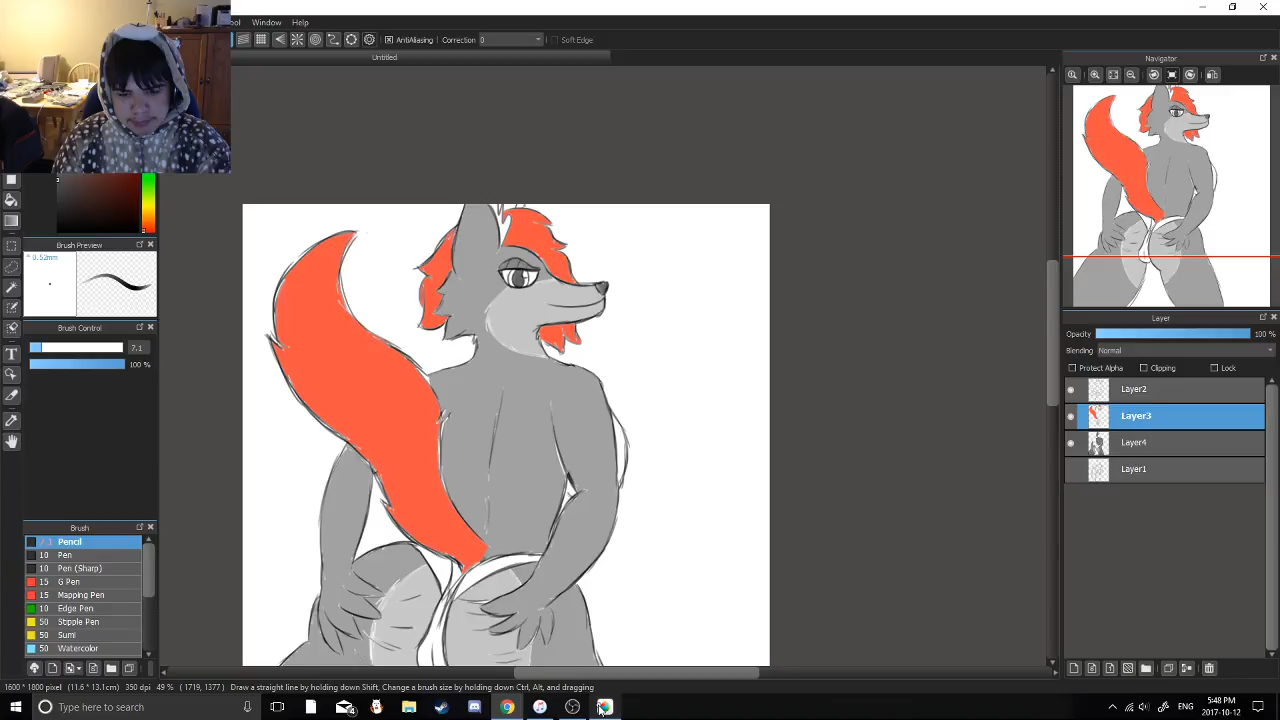 ol Window Help
AntiAliasing Correction 0 Soft Edge
Untitled
Navigator
Brush Preview
* 0.52mm
Brush Control
7.1
100 %
Brush
1 Pencil
10 Pen
10 Pen (Sharp)
15 G Pen
15 Mapping Pen
10 Edge Pen
50 Stipple Pen
50 Sumi
50 Watercolor
Layer
Opacity 100 %
Blending Normal
Protect Alpha Clipping Lock
Layer2
Layer3
Layer4
Layer1
1600 * 1800 pixel (11.6 * 13.1cm) 350 dpi 49 % ( 1719, 1377 ) Draw a straight line by holding down Shift, Change a brush size by holding down Ctrl, Alt, and dragging
Type here to search
5:48 PM
2017-10-12